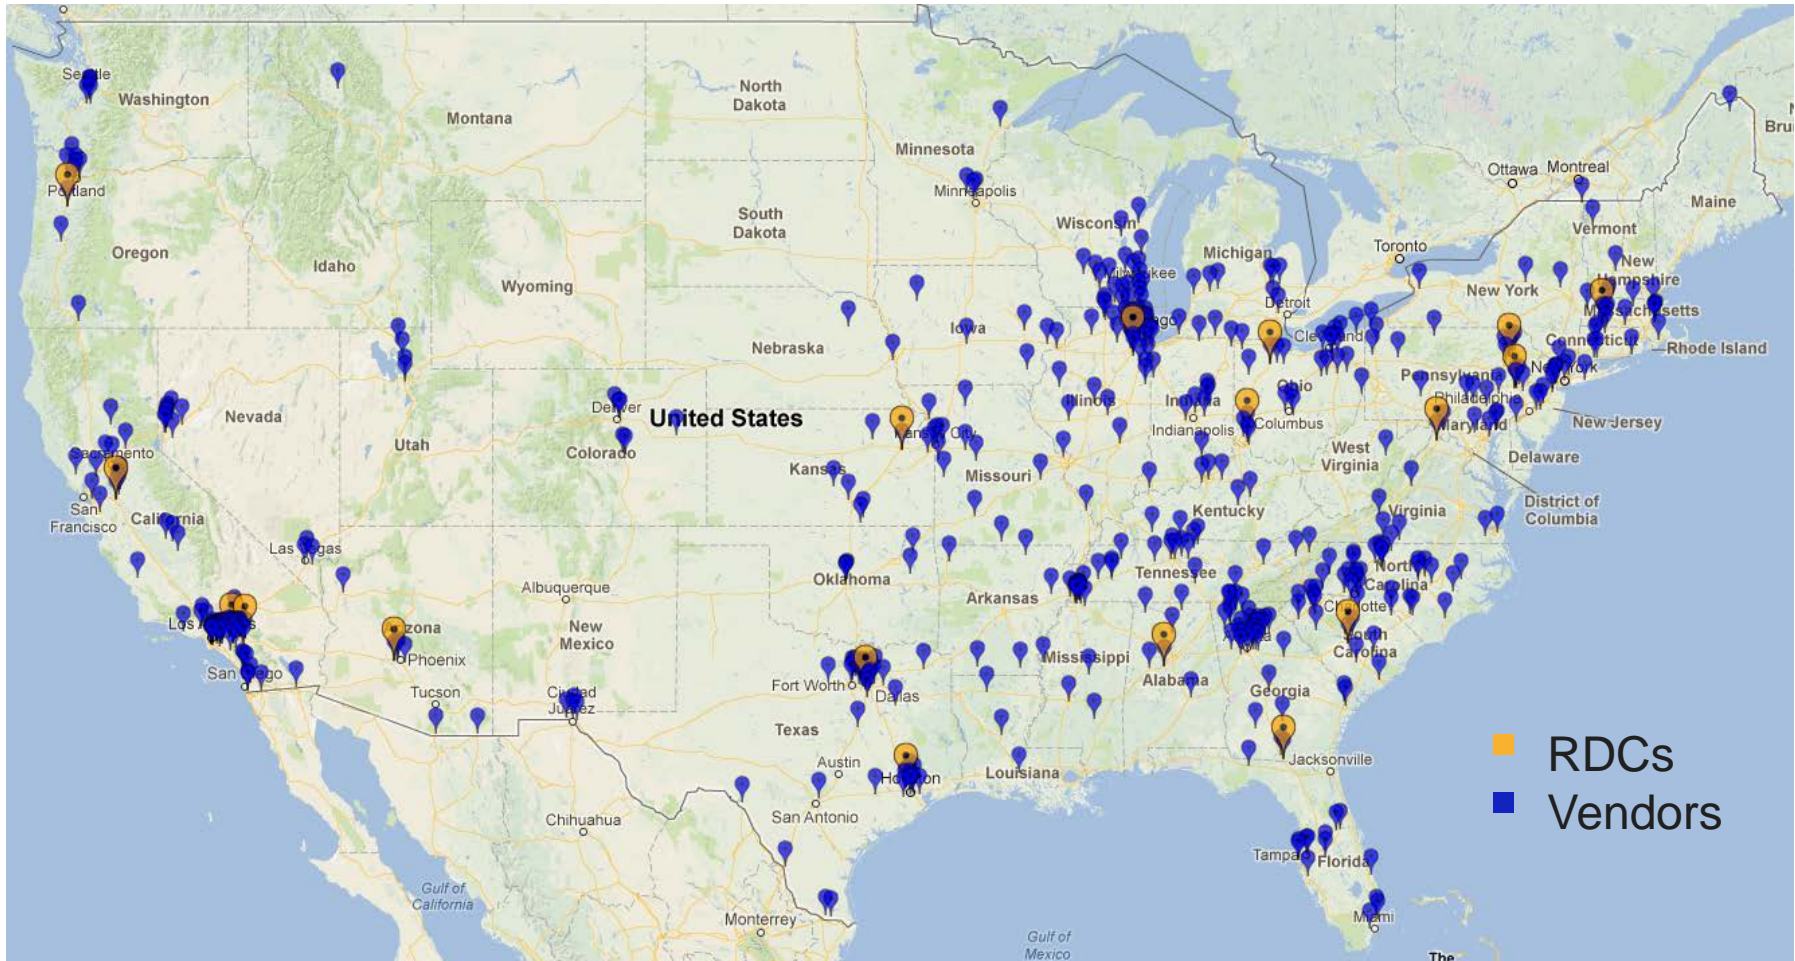 Seattle
Washington
Montana
North
Dakota
Minnesota
Ottawa
Montreal
N
Bru
Portland
Minneapolis
Maine
South
Dakota
Wisconsin
Vermont
Oregon
Idaho
Michigan
Toronto
New
Hampshire
Milwaukee
Wyoming
New York
Detroit
Massachusetts
Iowa
Cleveland
Connecticut
Rhode Island
Nebraska
Pennsylvania
New York
Illinois
Indiana
Ohio
Philadelphia
Denver
United States
Nevada
Columbus
Maryland
New Jersey
Indianapolis
Kansas City
Utah
Colorado
West
Virginia
Delaware
Sacramento
Kansas
Missouri
San
Francisco
California
Kentucky
Virginia
District of
Columbia
Las Vegas
Albuquerque
Oklahoma
Tennessee
North
Carolina
Arkansas
Charlotte
Los Angeles
Arizona
New
Mexico
South
Carolina
Phoenix
Mississippi
San Diego
Fort Worth
Dallas
Alabama
Tucson
Ciudad
Juárez
Georgia
Texas
RDCs
Jacksonville
Austin
Houston
Louisiana
Vendors
San Antonio
Chihuahua
Tampa
Florida
Gulf of
California
Monterrey
Miami
Gulf of
Mexico
The